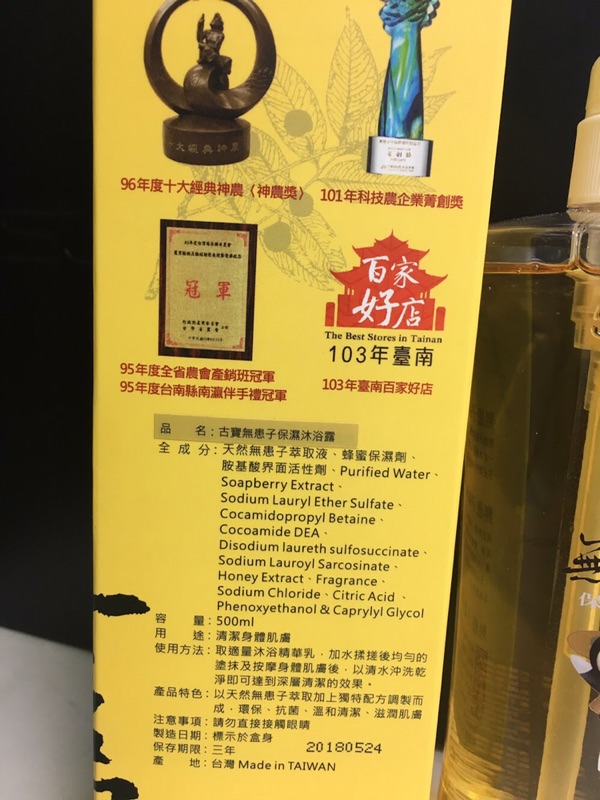 十大經典神農
96年度十大經典神農〈神農獎〉
101年科技農企業菁創獎
冠軍
百家好店
The Best Stores in Tainan
103年臺南
95年度全省農會產銷班冠軍
95年度台南縣南瀛伴手禮冠軍
103年臺南百家好店
品 名:古寶無患子保濕沐浴露
全成分:天然無患子萃取液、蜂蜜保濕劑、
胺基酸界面活性劑、Purified Water、
Soapberry Extract、
Sodium Lauryl Ether Sulfate、
Cocamidopropyl Betaine、
Cocoamide DEA、
Disodium laureth sulfosuccinate、
Sodium Lauroyl Sarcosinate、
Honey Extract、Fragrance、
Sodium Chloride、Citric Acid、
Phenoxyethanol & Caprylyl Glycol
容 量:500ml
用 途:清潔身體肌膚
使用方法:取適量沐浴精華乳,加水揉搓後均勻的
塗抹及按摩身體肌膚後,以清水沖洗乾
淨即可達到深層清潔的效果。
產品特色:以天然無患子萃取加上獨特配方調製而
成,環保、抗菌、溫和清潔、滋潤肌膚
注意事項:請勿直接接觸眼睛
製造日期:標示於盒身
保存期限:三年
20180524
產 地:台灣 Made in TAIWAN